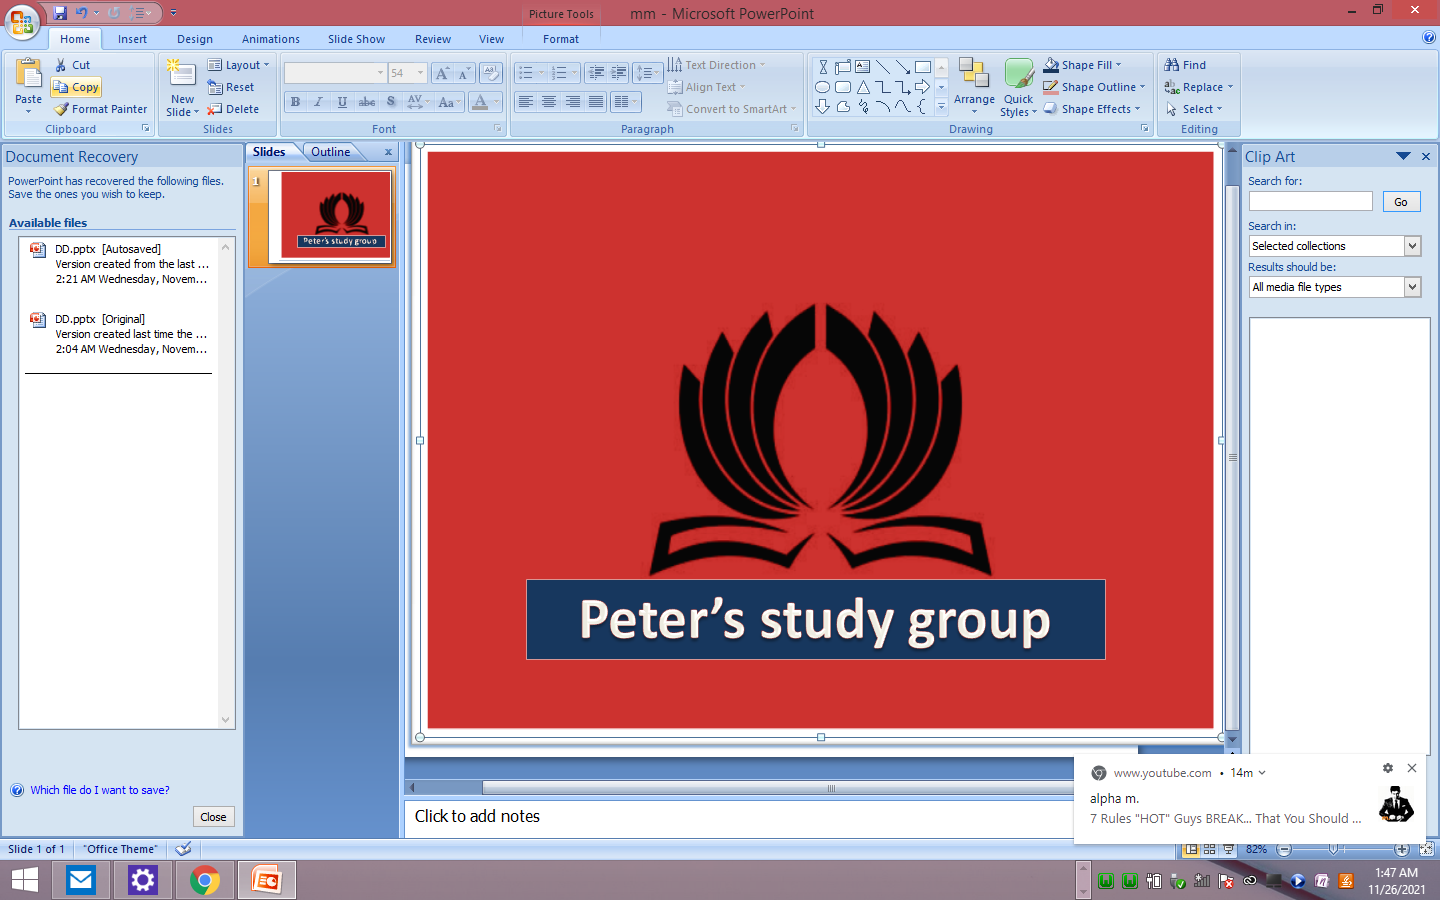 Picture Tools
mm - Microsoft PowerPoint
Home Insert Design Animations Slide Show Review View Format
Paste
Cut
Copy
Format Painter
Clipboard
New Slide
Layout
Reset
Delete
Slides
54
B I U abe S AV Aa A
Font
Text Direction
Align Text
Convert to SmartArt
Paragraph
Arrange
Quick Styles
Shape Fill
Shape Outline
Shape Effects
Drawing
Find
Replace
Select
Editing
Document Recovery
PowerPoint has recovered the following files.
Save the ones you wish to keep.
Available files
DD.pptx [Autosaved]
Version created from the last ...
2:21 AM Wednesday, Novem...
DD.pptx [Original]
Version created last time the ...
2:04 AM Wednesday, Novem...
Which file do I want to save?
Close
Slides Outline x
1
Peter's study group
Peter’s study group
Click to add notes
Clip Art
Search for:
Go
Search in:
Selected collections
Results should be:
All media file types
www.youtube.com • 14m
alpha m.
7 Rules "HOT" Guys BREAK... That You Should ...
Slide 1 of 1 "Office Theme"
82%
1:47 AM
11/26/2021